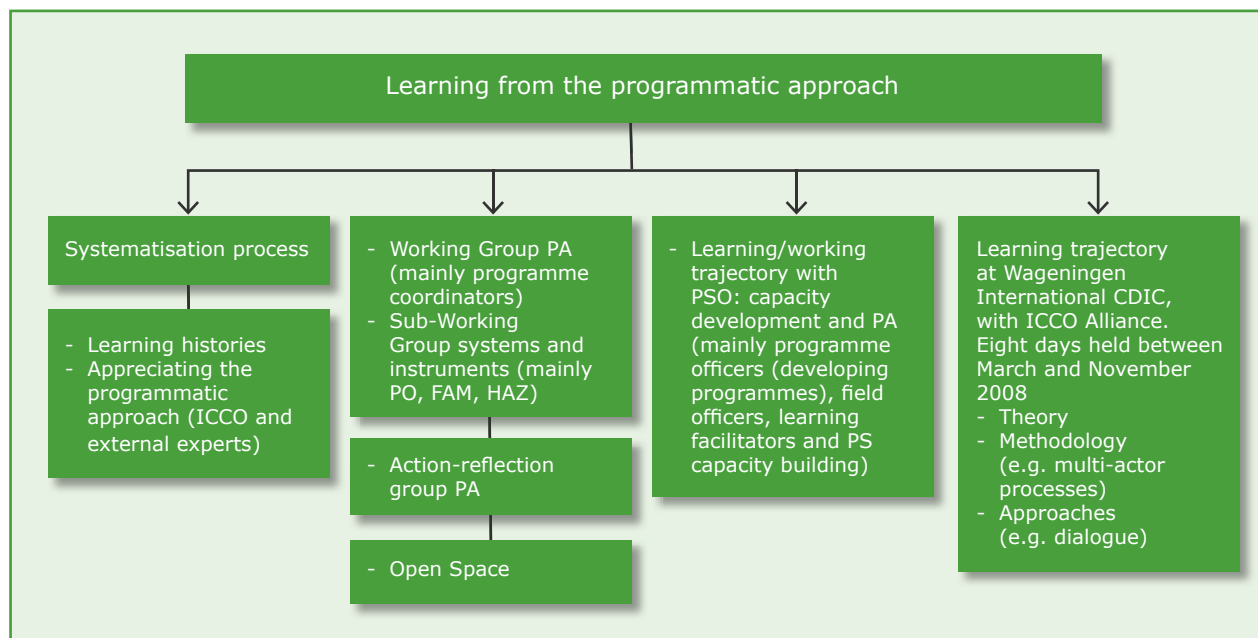 Learning from the programmatic approach
Systematisation process
- Learning histories
- Appreciating the
programmatic
approach (ICCO and
external experts)
- Working Group PA
(mainly programme
coordinators)
- Sub-Working
Group systems and
instruments (mainly
PO, FAM, HAZ)
- Action-reflection
group PA
- Open Space
- Learning/working
trajectory with
PSO: capacity
development and PA
(mainly programme
officers (developing
programmes), field
officers, learning
facilitators and PS
capacity building)
Learning trajectory
at Wageningen
International CDIC,
with ICCO Alliance.
Eight days held between
March and November
2008
- Theory
- Methodology
(e.g. multi-actor
processes)
- Approaches
(e.g. dialogue)